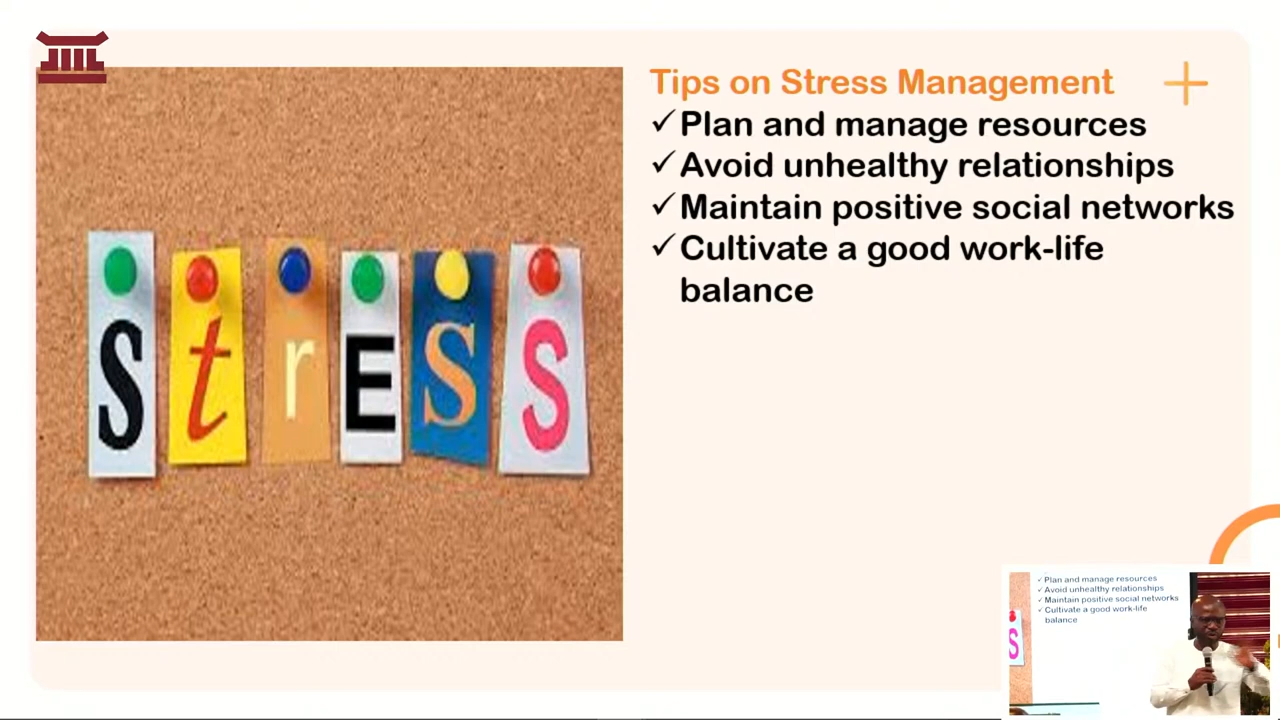 Tips on Stress Management
✓Plan and manage resources
✓Avoid unhealthy relationships
✓Maintain positive social networks
✓Cultivate a good work-life
balance
StrESS
✓Plan and manage resources
✓Avoid unhealthy relationships
✓Maintain positive social networks
✓Cultivate a good work-life
balance
S